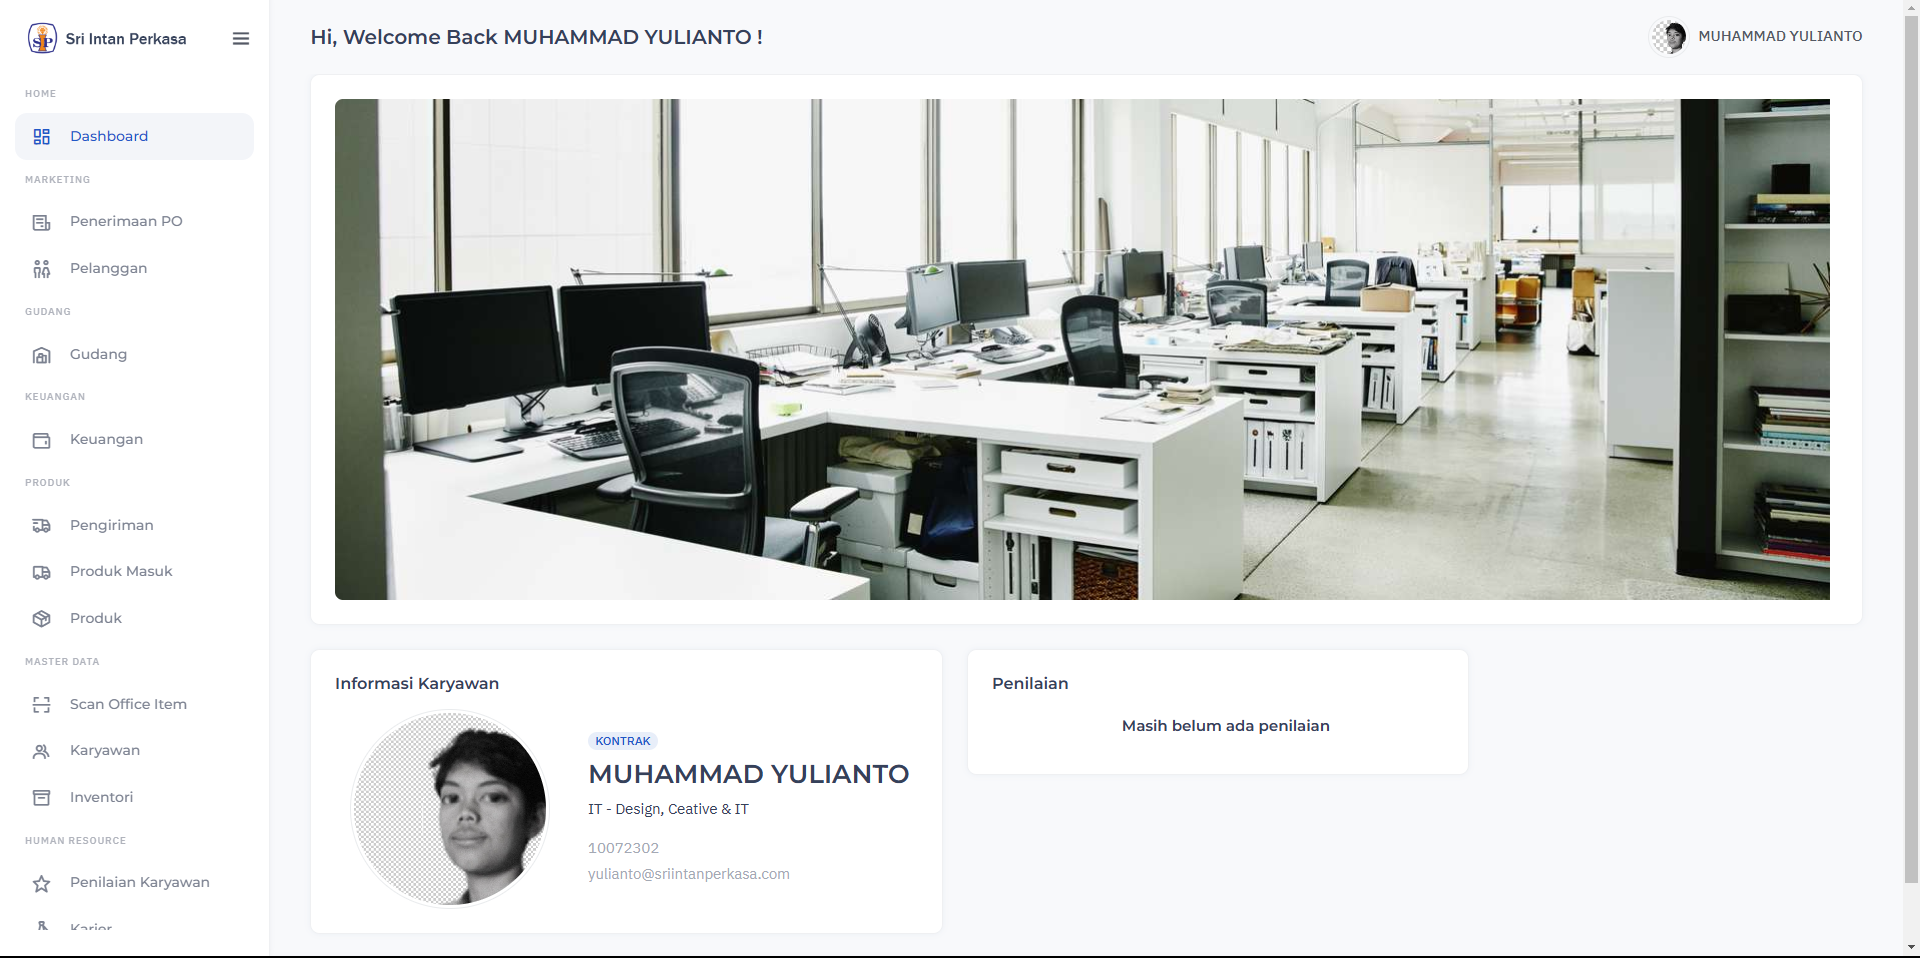 SP
Sri Intan Perkasa
HOME
Dashboard
MARKETING
Penerimaan PO
Pelanggan
GUDANG
Gudang
KEUANGAN
Keuangan
PRODUK
Pengiriman
Produk Masuk
Produk
MASTER DATA
Scan Office Item
Karyawan
Inventori
HUMAN RESOURCE
Penilaian Karyawan
Karier
Hi, Welcome Back MUHAMMAD YULIANTO !
MUHAMMAD YULIANTO
Informasi Karyawan
KONTRAK
MUHAMMAD YULIANTO
IT - Design, Ceative & IT
10072302
yulianto@sriintanperkasa.com
Penilaian
Masih belum ada penilaian